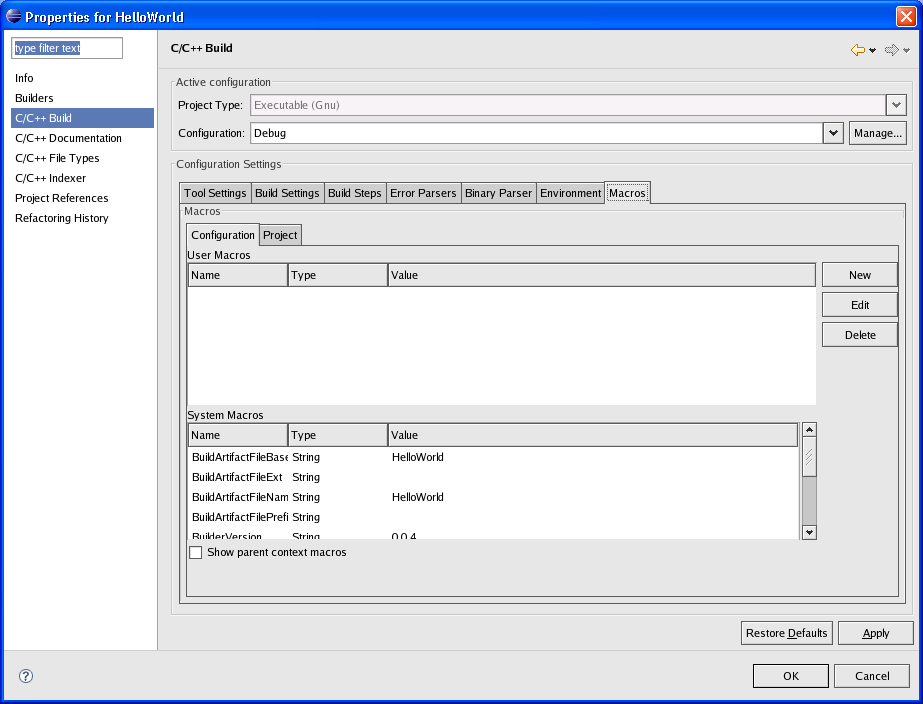 Properties for HelloWorld
type filter text
Info
Builders
C/C++ Build
C/C++ Documentation
C/C++ File Types
C/C++ Indexer
Project References
Refactoring History
C/C++ Build
Active configuration
Project Type: Executable (Gnu)
Configuration: Debug Manage...
Configuration Settings
Tool Settings Build Settings Build Steps Error Parsers Binary Parser Environment Macros
Macros
Configuration Project
User Macros
Name Type Value
New
Edit
Delete
System Macros
Name Type Value
BuildArtifactFileBase String HelloWorld
BuildArtifactFileExt String
BuildArtifactFileNam String HelloWorld
BuildArtifactFilePrefi String
BuilderVersion String 0.0.4
Show parent context macros
Restore Defaults Apply
OK Cancel